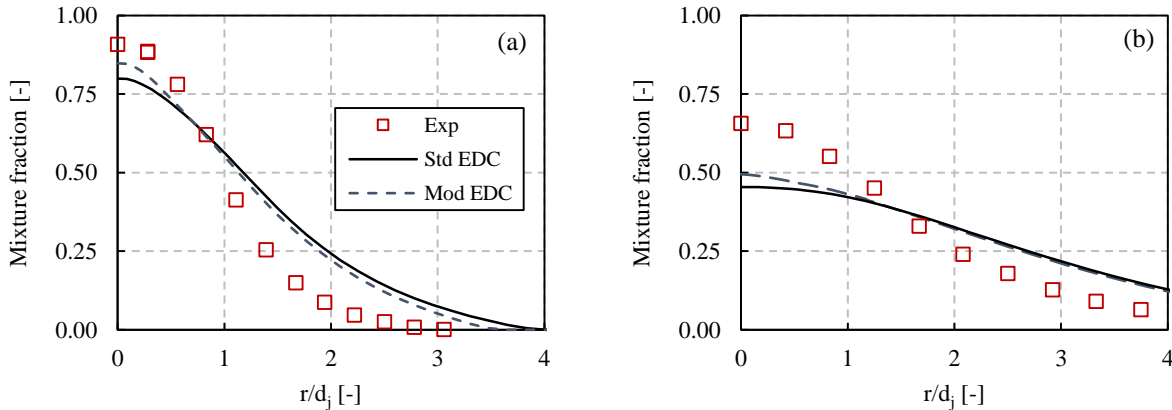 1.00
(a)
0.75
0.50
0.25
0.00
Mixture fraction [-]
Exp
Std EDC
Mod EDC
0 1 2 3 4
r/dj [-]
1.00
(b)
0.75
0.50
0.25
0.00
Mixture fraction [-]
0 1 2 3 4
r/dj [-]